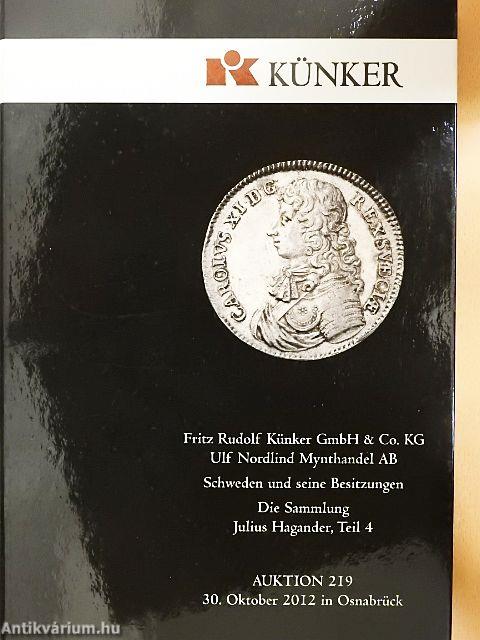 KÜNKER
CAROLVS XI D G REX SVECIÆ
Fritz Rudolf Künker GmbH & Co. KG
Ulf Nordlind Mynthandel AB
Schweden und seine Besitzungen
Die Sammlung
Julius Hagander, Teil 4
AUKTION 219
30. Oktober 2012 in Osnabrück
Antikvárium.hu